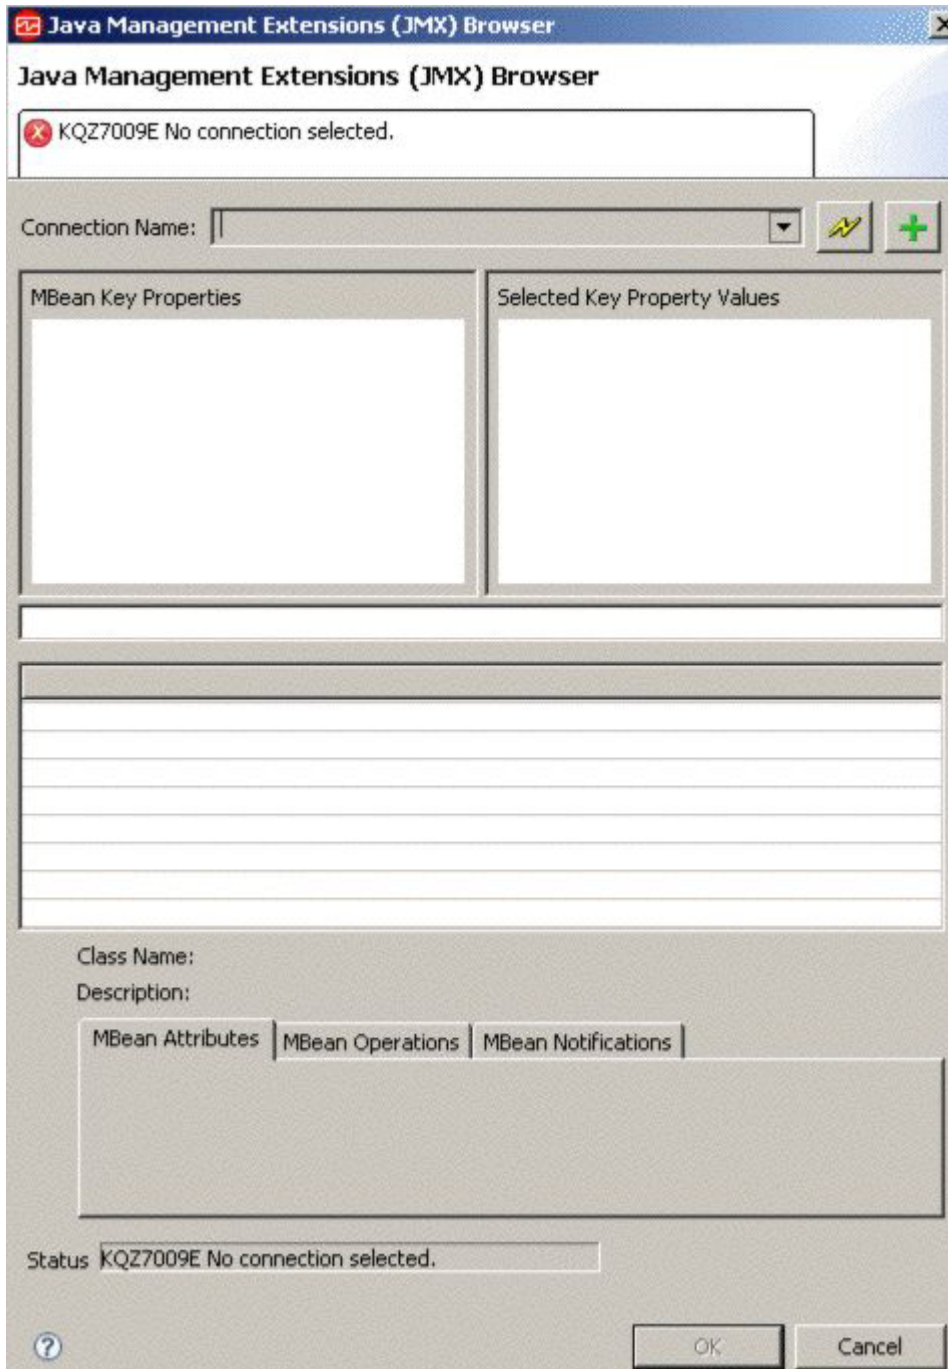 Java Management Extensions (JMX) Browser
Java Management Extensions (JMX) Browser
KQZ7009E No connection selected.
Connection Name:
MBean Key Properties
Selected Key Property Values
Class Name:
Description:
MBean Attributes MBean Operations MBean Notifications
Status KQZ7009E No connection selected.
? OK Cancel